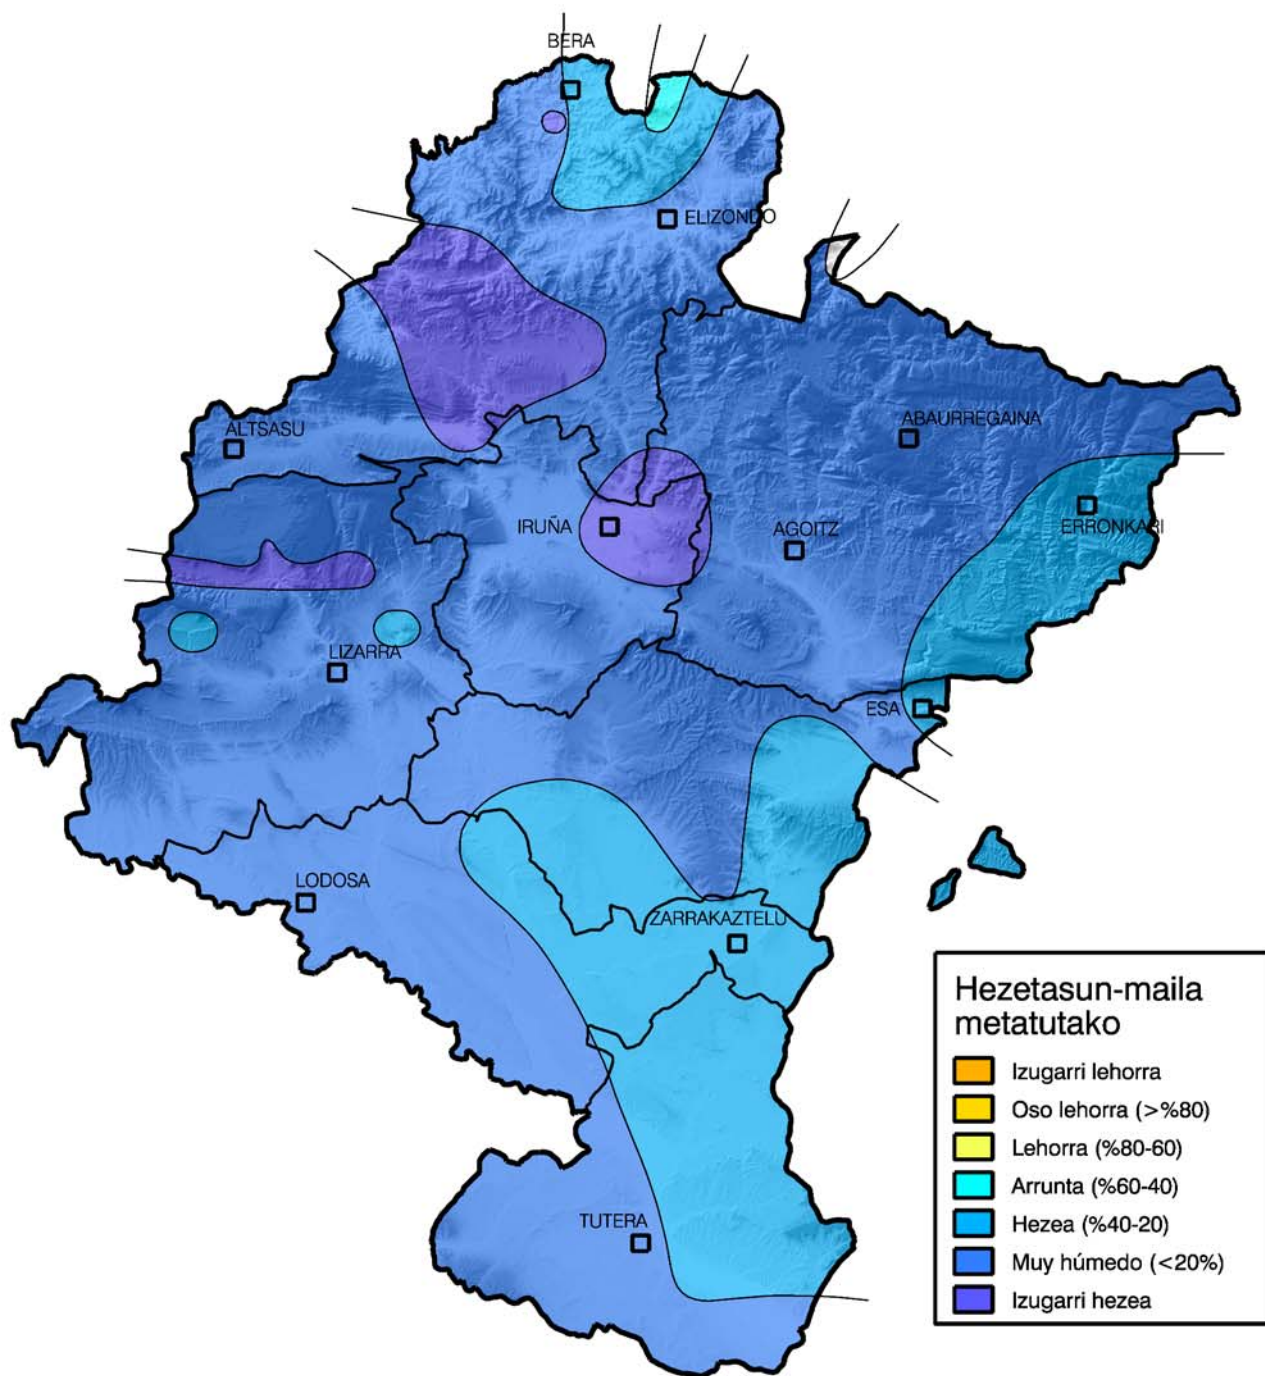 BERA
ELIZONDO
ALTSASU
ABAURREGAINA
IRUÑA
AGOITZ
ERRONKARI
LIZARRA
ESA
LODOSA
ZARRAKAZTELU
TUTERA
Hezetasun-maila
metatutako
Izugarri lehorra
Oso lehorra (>%80)
Lehorra (%80-60)
Arrunta (%60-40)
Hezea (%40-20)
Muy húmedo (<20%)
Izugarri hezea